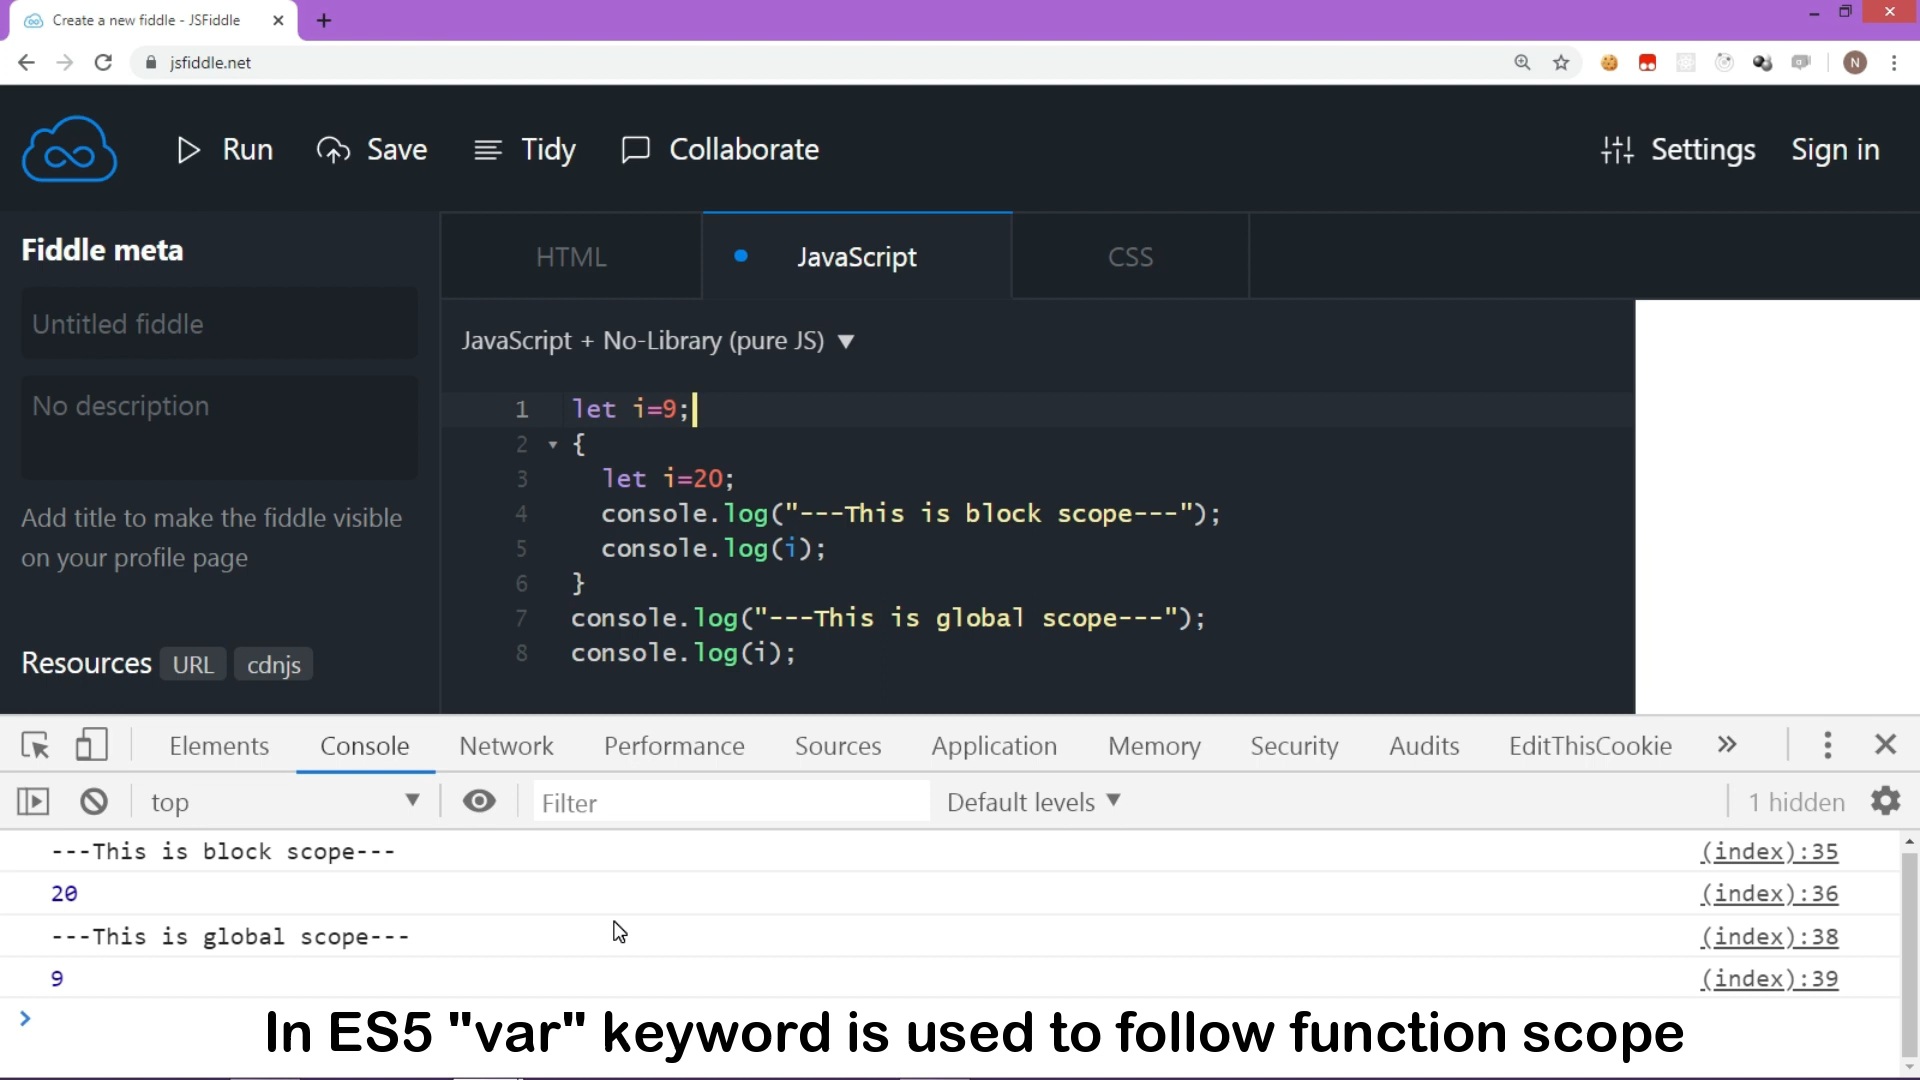 Create a new fiddle - JSFiddle
jsfiddle.net
N
Run
Save
Tidy
Collaborate
Settings
Sign in
Fiddle meta
Untitled fiddle
No description
Add title to make the fiddle visible
on your profile page
Resources URL cdnjs
HTML
JavaScript
CSS
JavaScript + No-Library (pure JS) ▼
1 let i=9;
2 {
3 let i=20;
4 console.log("---This is block scope---");
5 console.log(i);
6 }
7 console.log("---This is global scope---");
8 console.log(i);
Elements Console Network Performance Sources Application Memory Security Audits EditThisCookie »
top
Filter
Default levels ▼
1 hidden
---This is block scope--- (index):35
20 (index):36
---This is global scope--- (index):38
9 (index):39
In ES5 "var" keyword is used to follow function scope